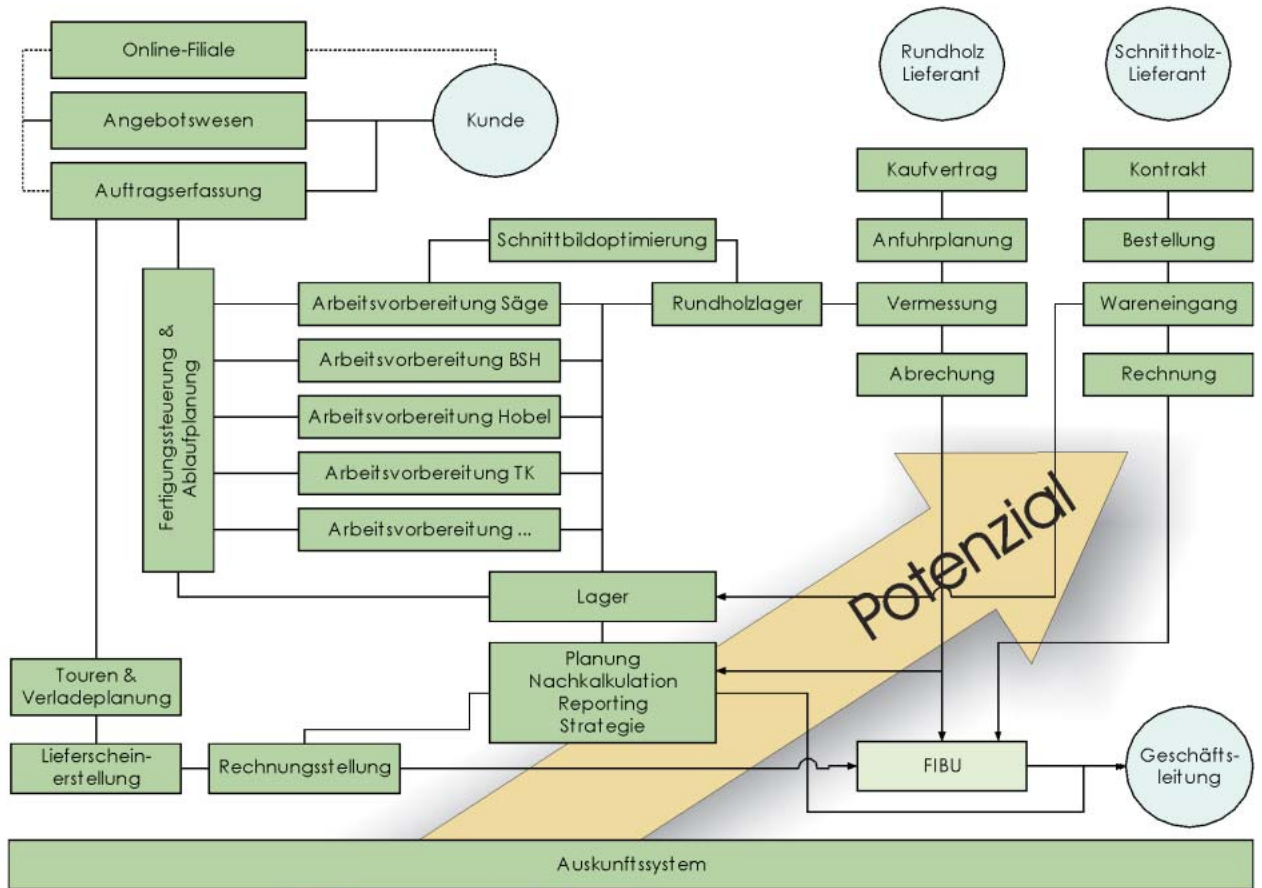 Online-Filiale
Angebotswesen
Auftragserfassung
Kunde
Rundholz
Lieferant
Schnittholz-
Lieferant
Kaufvertrag
Kontrakt
Anfuhrplanung
Bestellung
Schnittbildoptimierung
Arbeitsvorbereitung Säge
Rundholzlager
Vermessung
Wareneingang
Fertigungssteuerung &
Ablaufplanung
Arbeitsvorbereitung BSH
Abrechung
Rechnung
Arbeitsvorbereitung Hobel
Arbeitsvorbereitung TK
Arbeitsvorbereitung ...
Potenzial
Lager
Planung
Nachkalkulation
Reporting
Strategie
Touren &
Verladeplanung
Lieferschein-
erstellung
Rechnungsstellung
FIBU
Geschäfts-
leitung
Auskunftssystem